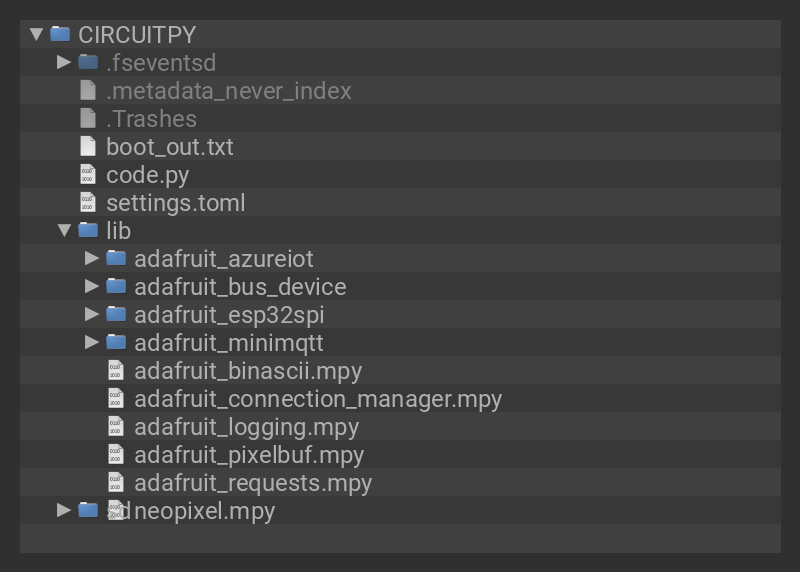 CIRCUITPY
.fseventsd
.metadata_never_index
.Trashes
boot_out.txt
code.py
settings.toml
lib
adafruit_azureiot
adafruit_bus_device
adafruit_esp32spi
adafruit_minimqtt
adafruit_binascii.mpy
adafruit_connection_manager.mpy
adafruit_logging.mpy
adafruit_pixelbuf.mpy
adafruit_requests.mpy
sd neopixel.mpy